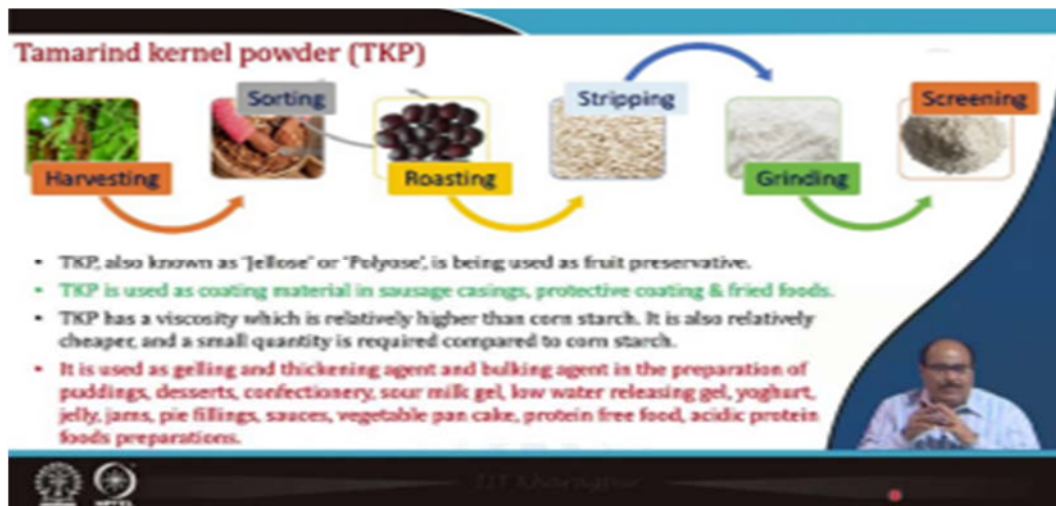 Tamarind kernel powder (TKP)
Harvesting
Sorting
Roasting
Stripping
Grinding
Screening
• TKP, also known as 'Jellose' or 'Polyose', is being used as fruit preservative.
• TKP is used as coating material in sausage casings, protective coating & fried foods.
• TKP has a viscosity which is relatively higher than corn starch. It is also relatively
cheaper, and a small quantity is required compared to corn starch.
• It is used as gelling and thickening agent and bulking agent in the preparation of
puddings, desserts, confectionery, sour milk gel, low water releasing gel, yoghurt,
jelly, jams, pie fillings, sauces, vegetable pan cake, protein free food, acidic protein
foods preparations.
IIT Kharagpur
NPTEL